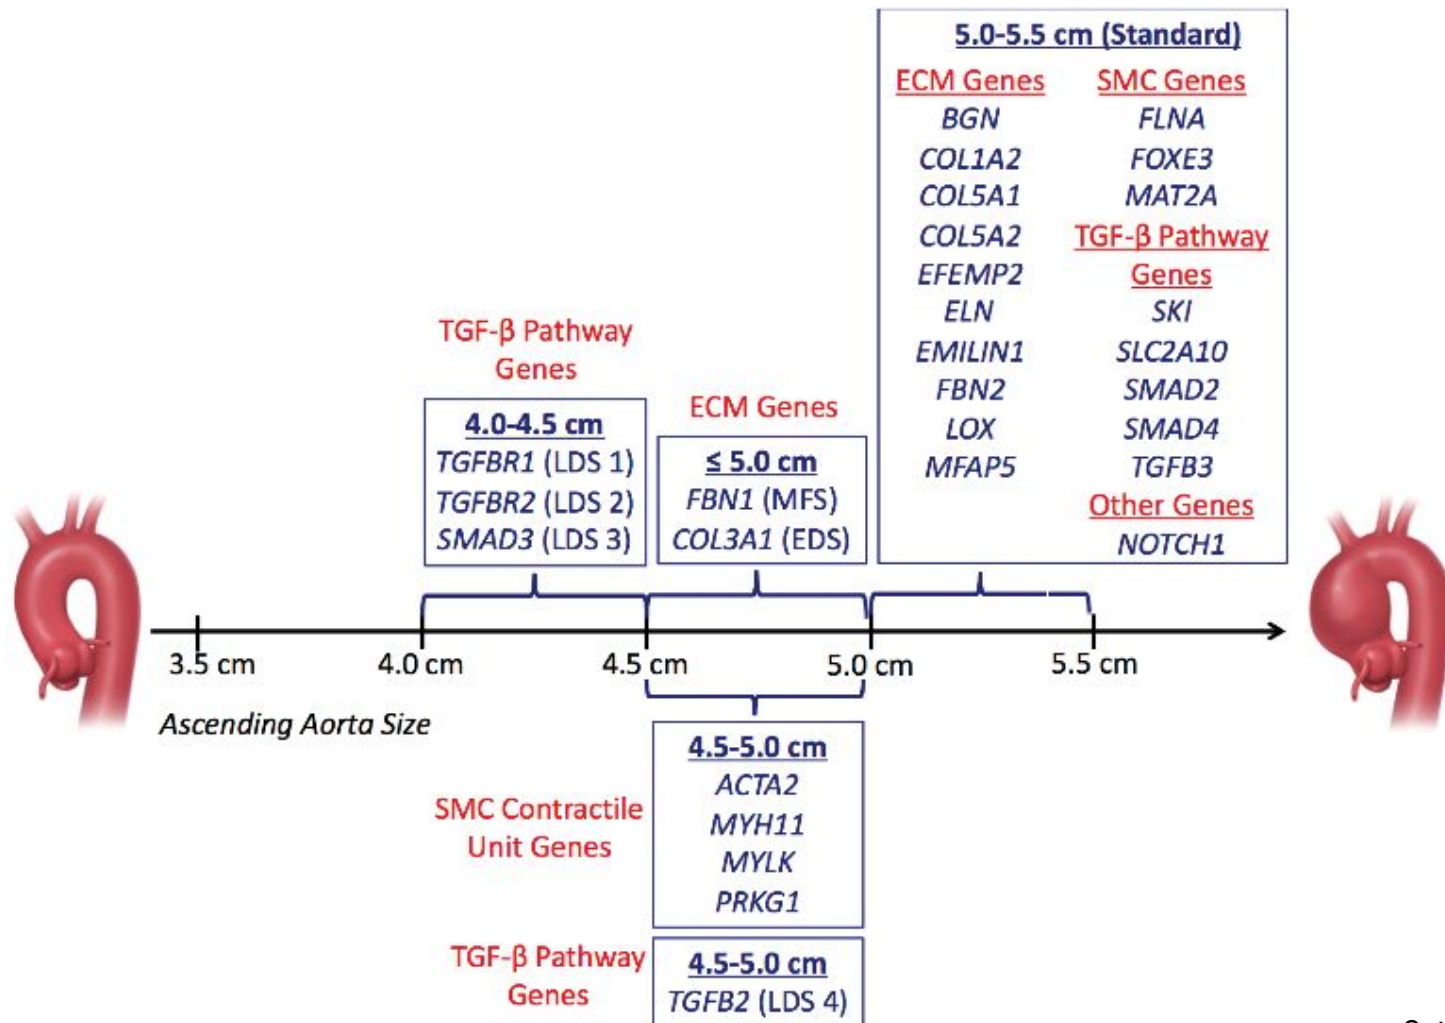 5.0-5.5 cm (Standard)
ECM Genes
BGN
COL1A2
COL5A1
COL5A2
EFEMP2
ELN
EMILIN1
FBN2
LOX
MFAP5
SMC Genes
FLNA
FOXE3
MAT2A
TGF-β Pathway
Genes
SKI
SLC2A10
SMAD2
SMAD4
TGFB3
Other Genes
NOTCH1
TGF-β Pathway
Genes
4.0-4.5 cm
TGFBR1 (LDS 1)
TGFBR2 (LDS 2)
SMAD3 (LDS 3)
ECM Genes
≤ 5.0 cm
FBN1 (MFS)
COL3A1 (EDS)
3.5 cm
4.0 cm
4.5 cm
5.0 cm
5.5 cm
Ascending Aorta Size
SMC Contractile
Unit Genes
4.5-5.0 cm
ACTA2
MYH11
MYLK
PRKG1
TGF-β Pathway
Genes
4.5-5.0 cm
TGFB2 (LDS 4)